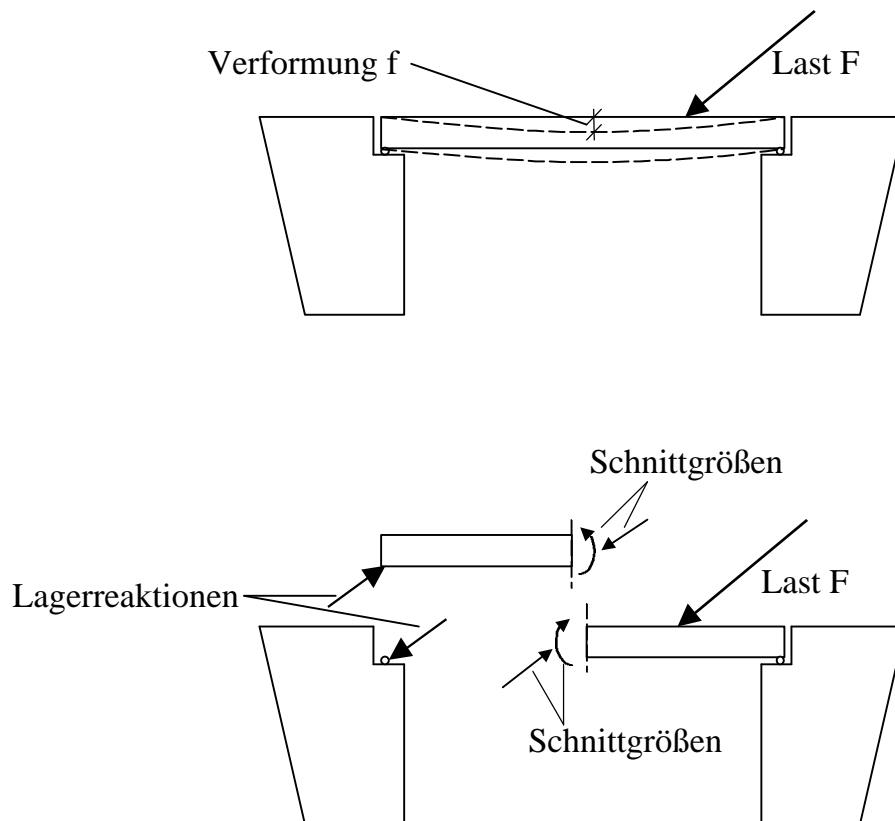 Verformung f
Last F
Schnittgrößen
Lagerreaktionen
Last F
Schnittgrößen